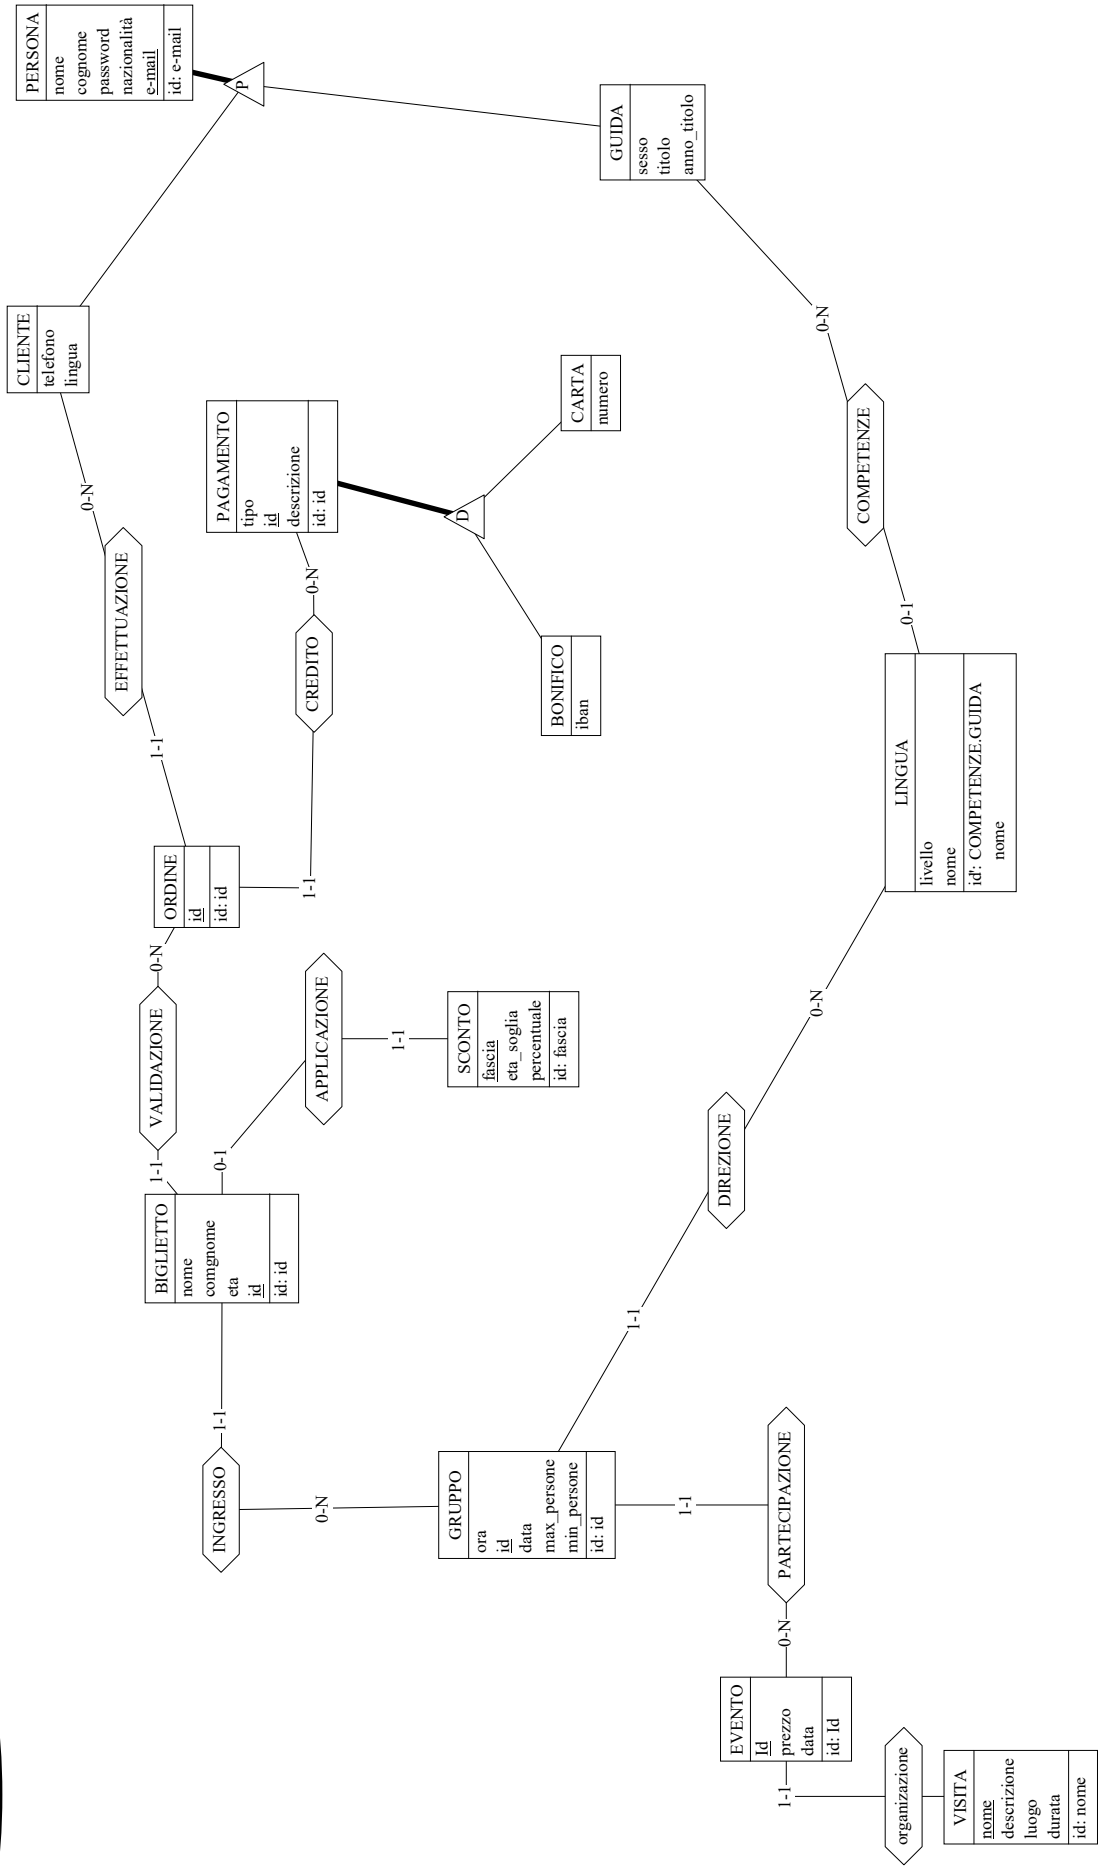 PERSONA
nome
cognome
password
nazionalità
e-mail
id: e-mail
P
CLIENTE
telefono
lingua
GUIDA
sesso
titolo
anno_titolo
0-N
EFFETTUAZIONE
1-1
PAGAMENTO
tipo
id
descrizione
id: id
D
CARTA
numero
BONIFICO
iban
0-N
CREDITO
1-1
0-N
COMPETENZE
0-1
ORDINE
id
id: id
0-N
VALIDAZIONE
1-1
LINGUA
livello
nome
id': COMPETENZE.GUIDA
nome
APPLICAZIONE
0-1
1-1
SCONTO
fascia
eta_soglia
percentuale
id: fascia
BIGLIETTO
nome
comgnome
eta
id
id: id
0-N
DIREZIONE
1-1
1-1
INGRESSO
0-N
GRUPPO
ora
id
data
max_persone
min_persone
id: id
1-1
PARTECIPAZIONE
0-N
EVENTO
Id
prezzo
data
id: Id
1-1
organizazione
VISITA
nome
descrizione
luogo
durata
id: nome